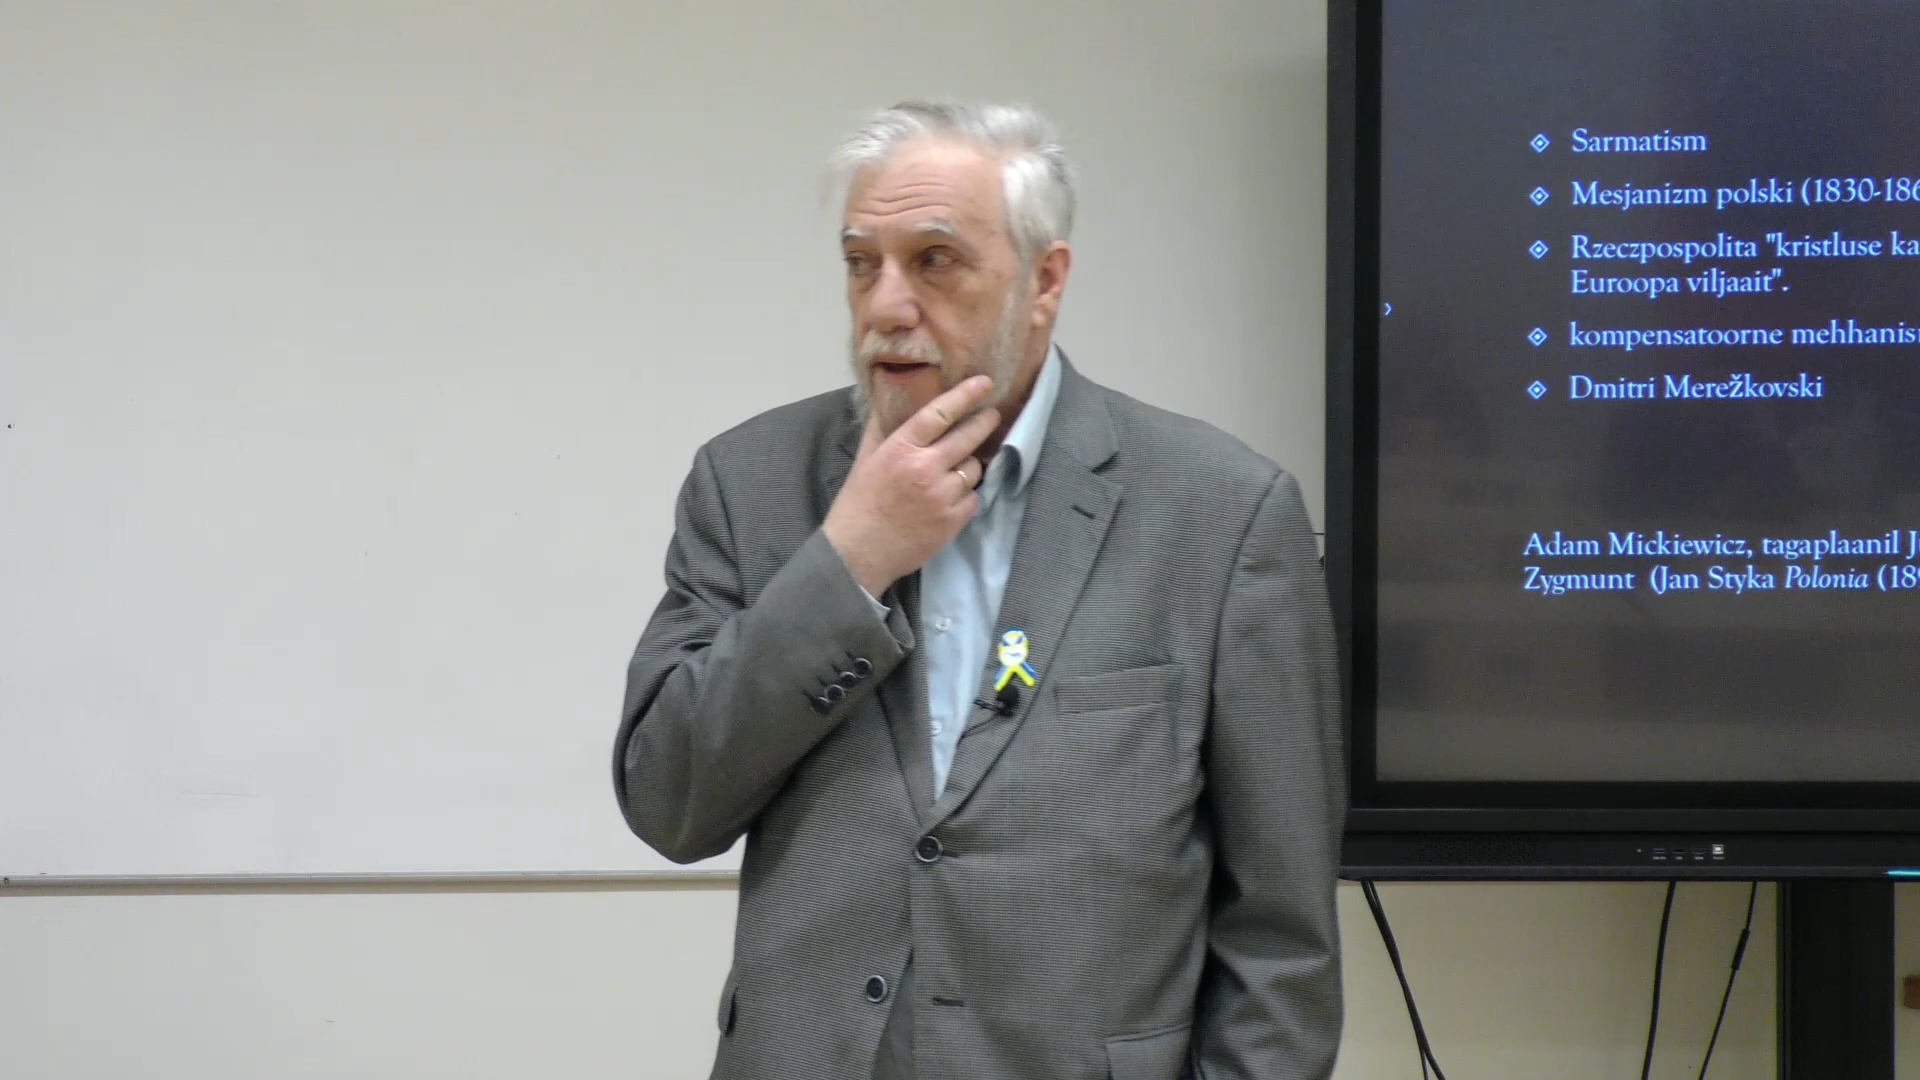 Sarmatism
Mesjanizm polski (1830-186
Rzeczpospolita "kristluse ka
Euroopa viljaait".
kompensatoorne mehhanis
Dmitri Merežkovski
Adam Mickiewicz, tagaplaanil J
Zygmunt (Jan Styka Polonia (189